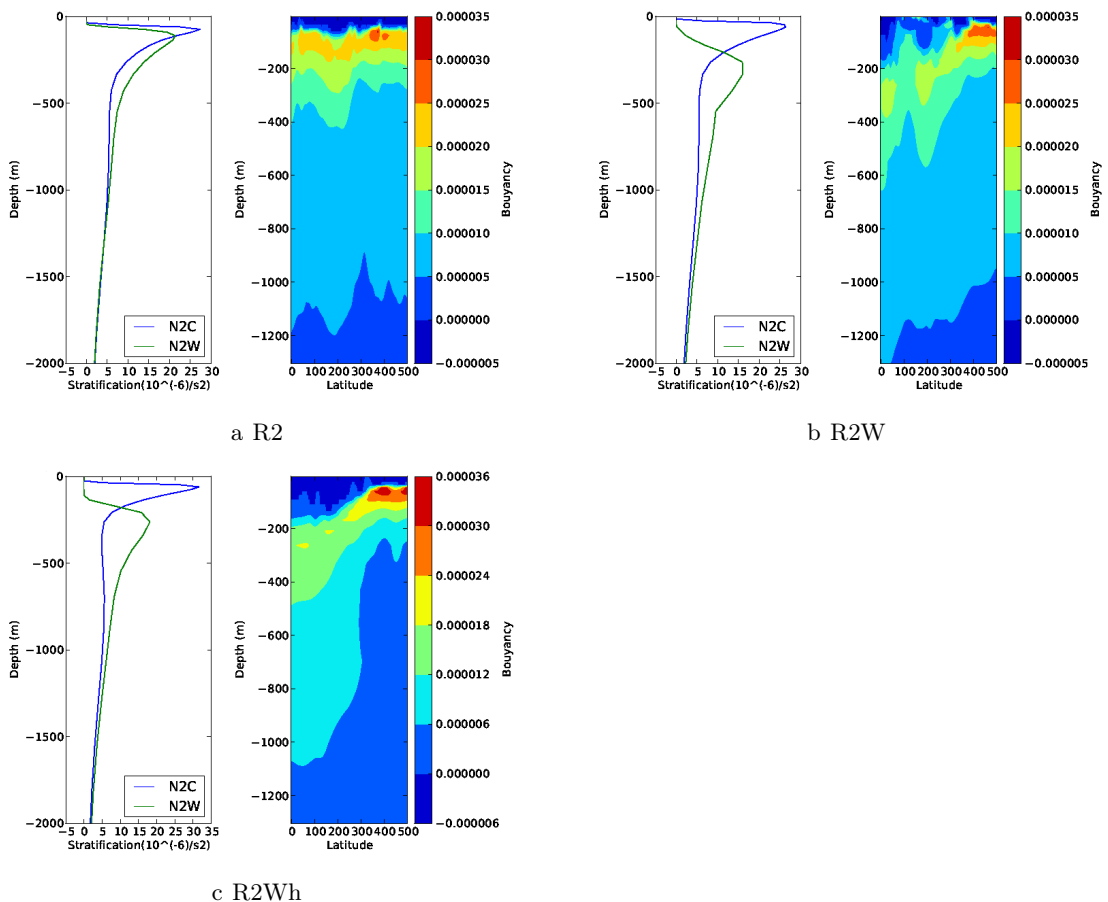 0
−500
−1000
−1500
−2000
Depth (m)
−5 0 5 10 15 20 25 30
Stratification(10^(-6)/s2)
N2C
N2W
−200
−400
−600
−800
−1000
−1200
Depth (m)
0 100 200 300 400 500
Latitude
0.000035
0.000030
0.000025
0.000020
0.000015
0.000010
0.000005
0.000000
−0.000005
Bouyancy
a R2
0
−500
−1000
−1500
−2000
Depth (m)
−5 0 5 10 15 20 25 30
Stratification(10^(-6)/s2)
N2C
N2W
−200
−400
−600
−800
−1000
−1200
Depth (m)
0 100 200 300 400 500
Latitude
0.000035
0.000030
0.000025
0.000020
0.000015
0.000010
0.000005
0.000000
−0.000005
Bouyancy
b R2W
0
−500
−1000
−1500
−2000
Depth (m)
−5 0 5 10 15 20 25 30 35
Stratification(10^(-6)/s2)
N2C
N2W
−200
−400
−600
−800
−1000
−1200
Depth (m)
0 100 200 300 400 500
Latitude
0.000036
0.000030
0.000024
0.000018
0.000012
0.000006
0.000000
−0.000006
Bouyancy
c R2Wh